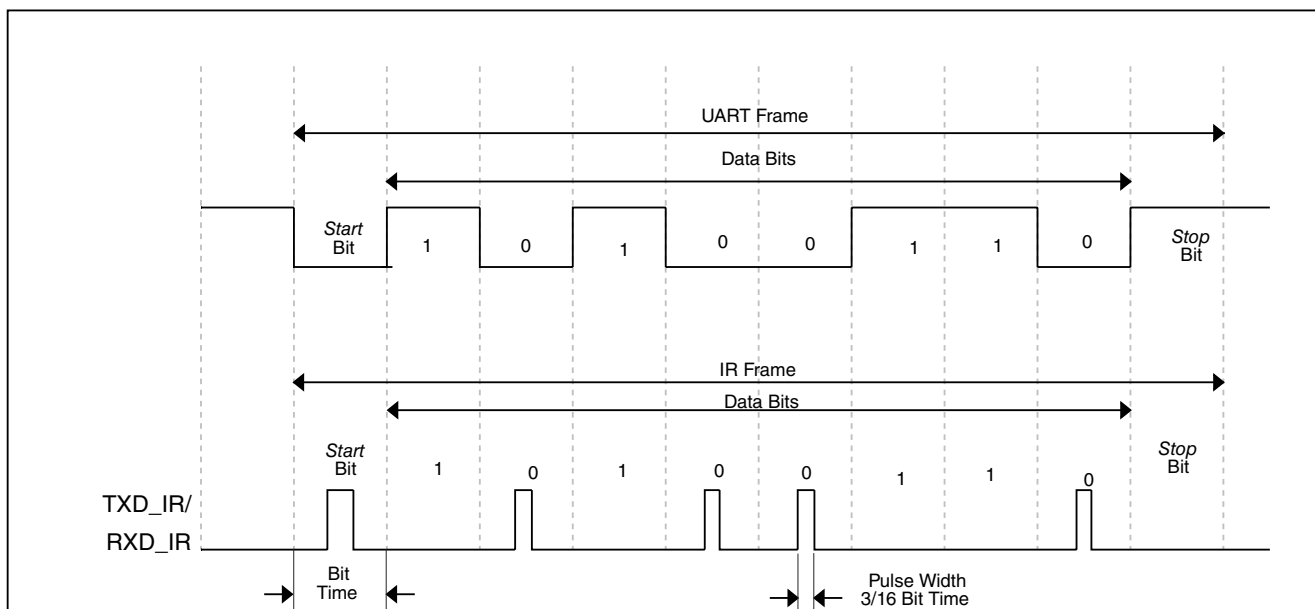 UART Frame
Data Bits
Start
Bit
1 0 1 0 0 1 1 0
Stop
Bit
IR Frame
Data Bits
Start
Bit
1 0 1 0 0 1 1 0
Stop
Bit
TXD_IR/
RXD_IR
Bit
Time
Pulse Width
3/16 Bit Time